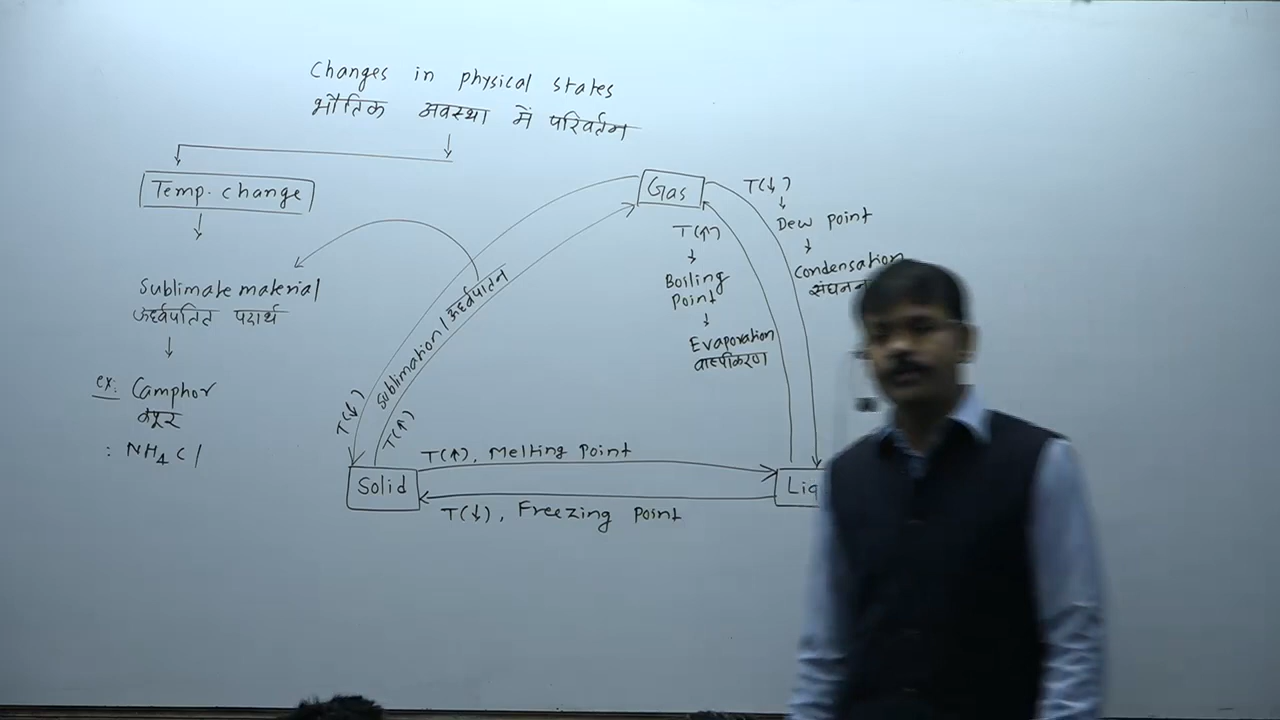 Changes in physical states
भौतिक अवस्था में परिवर्तन
Temp. change
Sublimate material
ऊर्ध्वपतित पदार्थ
ex: Camphor
कपूर
: NH4Cl
Gas
T(↓)
↓
Dew point
↓
Condensation
T(↑)
↓
Boiling
Point
↓
Evaporation
वाष्पीकरण
Sublimation / ऊर्ध्वपातन
T(↓)
T(↑)
T(↑), Melting Point
Solid
Liq
T(↓), Freezing Point